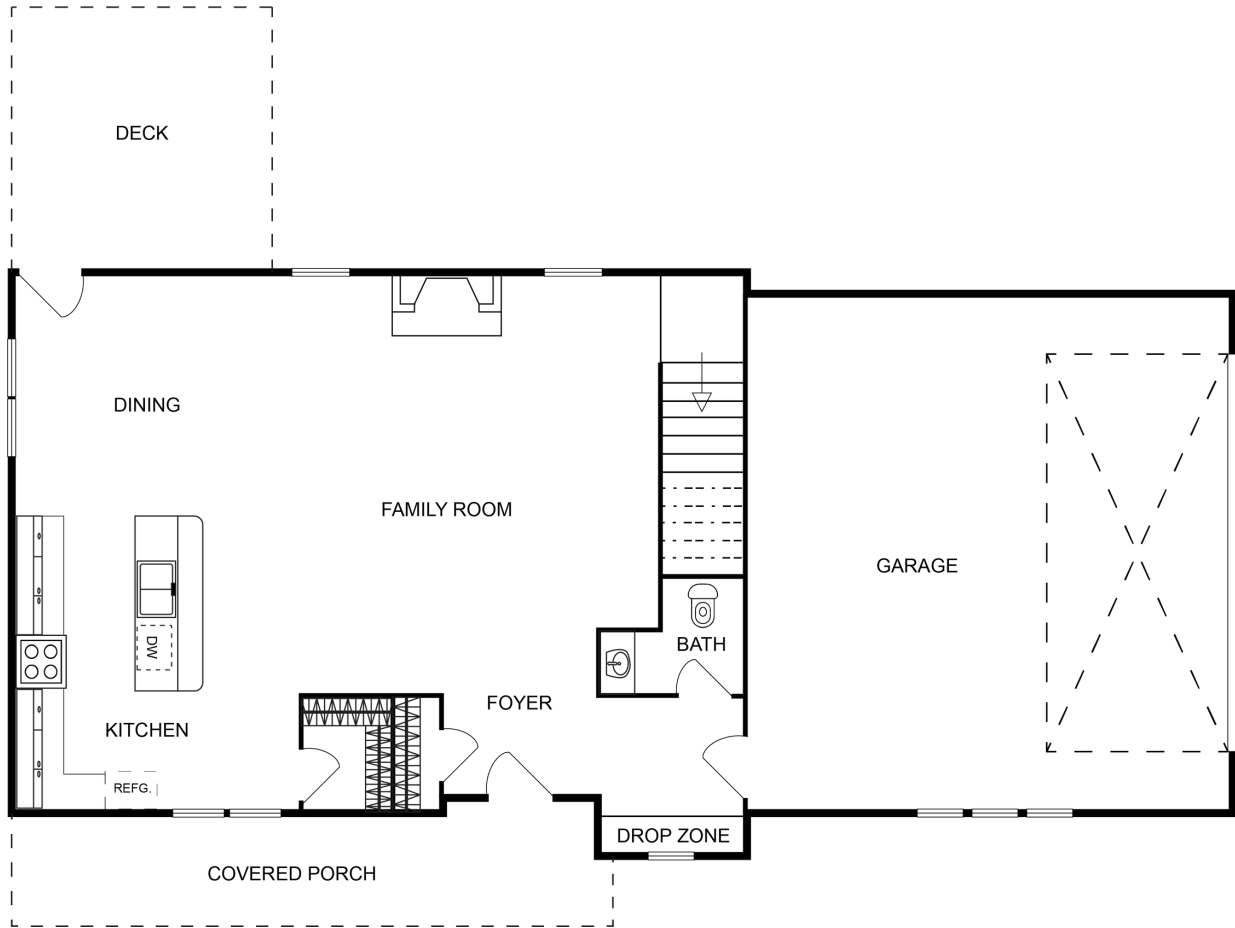 DECK
DINING
FAMILY ROOM
GARAGE
DW
BATH
FOYER
KITCHEN
REFG.
DROP ZONE
COVERED PORCH